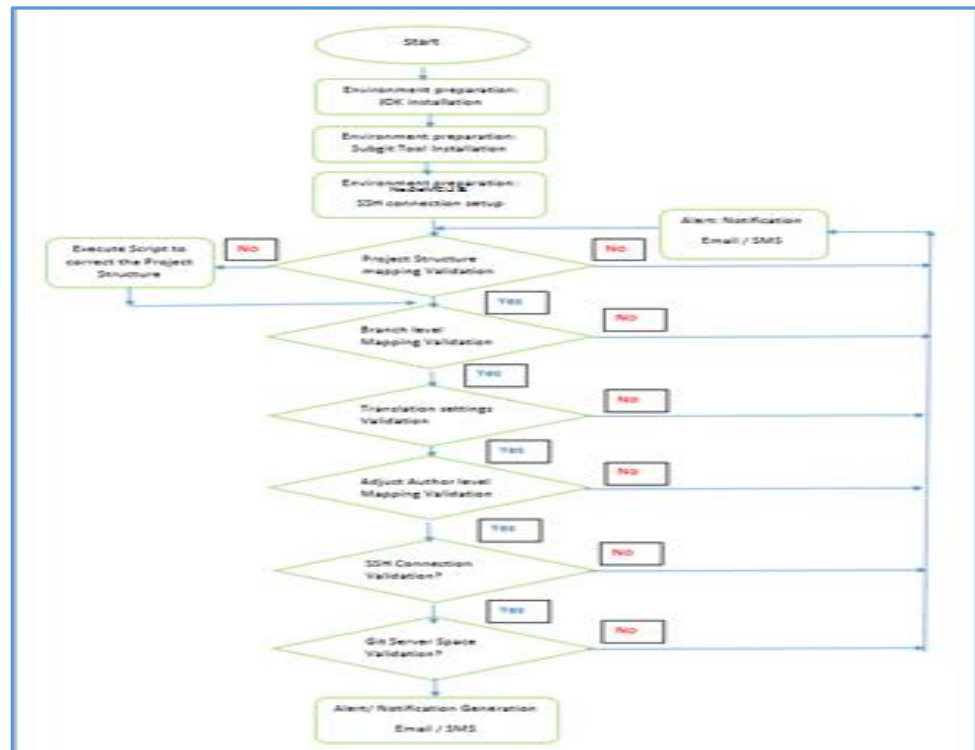 Start
Environment preparation:
JDK Installation
Environment preparation:
Subgit Tool Installation
Environment preparation:
SSH connection setup
Alert: Notification
Email / SMS
Execute Script to
correct the Project
Structure
No
Project Structure
mapping Validation
No
Yes
Branch level
Mapping Validation
No
Yes
Translation settings
Validation
No
Yes
Adjust Author level
Mapping Validation
No
Yes
SSH Connection
Validation?
No
Yes
Git Server Space
Validation?
No
Alert/ Notification Generation
Email / SMS